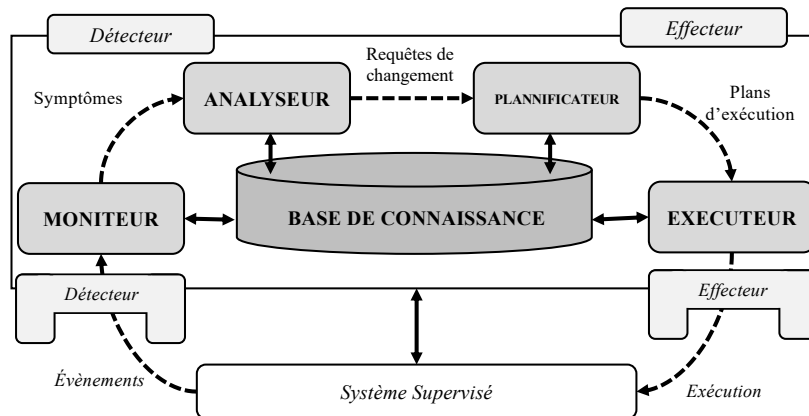 Détecteur
Effecteur
Requêtes de
changement
Symptômes
ANALYSEUR
PLANNIFICATEUR
Plans
d'exécution
MONITEUR
BASE DE CONNAISSANCE
EXECUTEUR
Détecteur
Effecteur
Évènements
Système Supervisé
Exécution